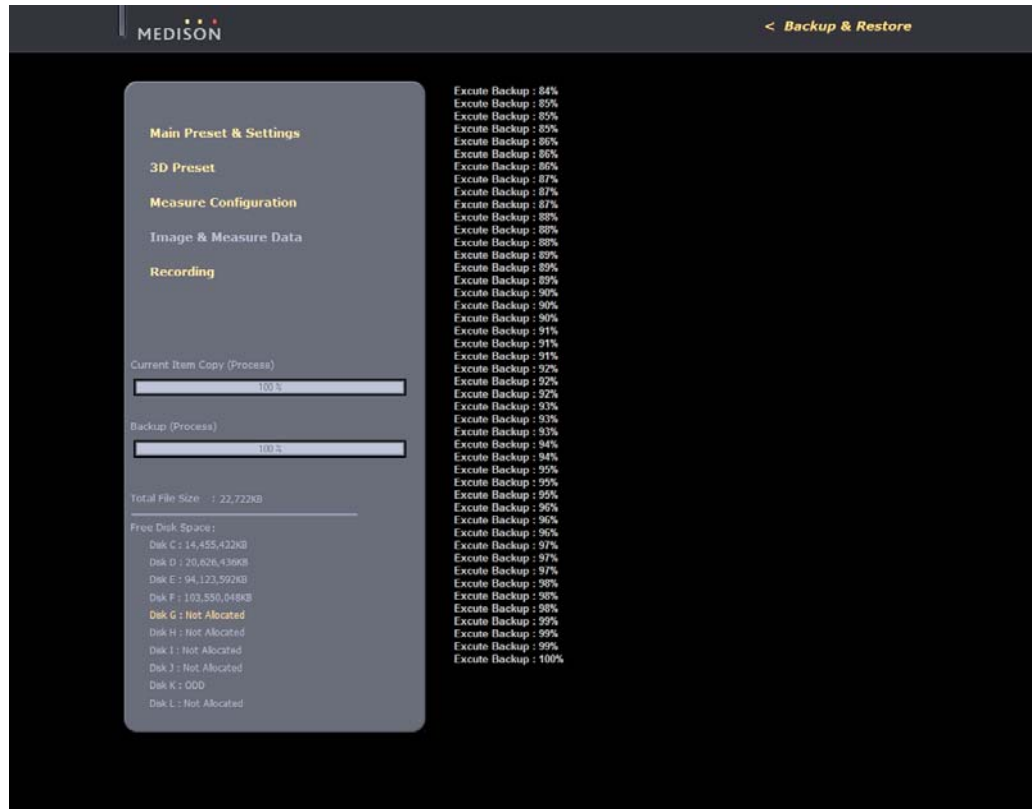 MEDISON
< Backup & Restore
Main Preset & Settings
3D Preset
Measure Configuration
Image & Measure Data
Recording
Current Item Copy (Process)
100 %
Backup (Process)
100 %
Total File Size : 22,722KB
Free Disk Space :
Disk C : 14,455,432KB
Disk D : 20,626,436KB
Disk E : 94,123,592KB
Disk F : 103,550,048KB
Disk G : Not Allocated
Disk H : Not Allocated
Disk I : Not Allocated
Disk J : Not Allocated
Disk K : ODD
Disk L : Not Allocated
Excute Backup : 84%
Excute Backup : 85%
Excute Backup : 85%
Excute Backup : 85%
Excute Backup : 86%
Excute Backup : 86%
Excute Backup : 86%
Excute Backup : 87%
Excute Backup : 87%
Excute Backup : 87%
Excute Backup : 88%
Excute Backup : 88%
Excute Backup : 88%
Excute Backup : 89%
Excute Backup : 89%
Excute Backup : 89%
Excute Backup : 90%
Excute Backup : 90%
Excute Backup : 90%
Excute Backup : 91%
Excute Backup : 91%
Excute Backup : 91%
Excute Backup : 92%
Excute Backup : 92%
Excute Backup : 92%
Excute Backup : 93%
Excute Backup : 93%
Excute Backup : 93%
Excute Backup : 94%
Excute Backup : 94%
Excute Backup : 95%
Excute Backup : 95%
Excute Backup : 95%
Excute Backup : 96%
Excute Backup : 96%
Excute Backup : 96%
Excute Backup : 97%
Excute Backup : 97%
Excute Backup : 97%
Excute Backup : 98%
Excute Backup : 98%
Excute Backup : 98%
Excute Backup : 99%
Excute Backup : 99%
Excute Backup : 99%
Excute Backup : 100%